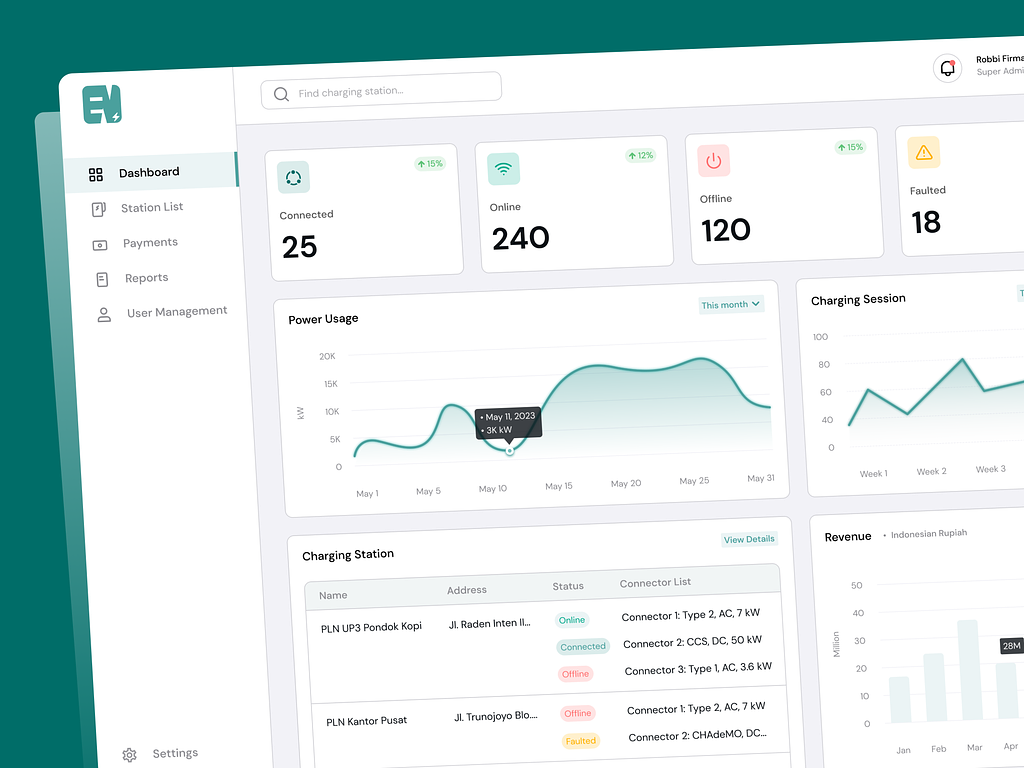 EV
Find charging station...
Robbi Firma
Super Admi
Dashboard
Station List
Payments
Reports
User Management
Settings
Connected
15%
25
Online
12%
240
Offline
15%
120
Faulted
18
Power Usage
This month
kW
20K
15K
10K
5K
0
• May 11, 2023
• 3K kW
May 1
May 5
May 10
May 15
May 20
May 25
May 31
Charging Session
100
80
60
40
0
Week 1
Week 2
Week 3
Charging Station
View Details
Name Address Status Connector List
PLN UP3 Pondok Kopi Jl. Raden Inten II... Online Connector 1: Type 2, AC, 7 kW
Connected Connector 2: CCS, DC, 50 kW
Offline Connector 3: Type 1, AC, 3.6 kW
PLN Kantor Pusat Jl. Trunojoyo Blo.... Offline Connector 1: Type 2, AC, 7 kW
Faulted Connector 2: CHAdeMO, DC...
Revenue • Indonesian Rupiah
Million
50
40
30
20
10
0
28M
Jan
Feb
Mar
Apr